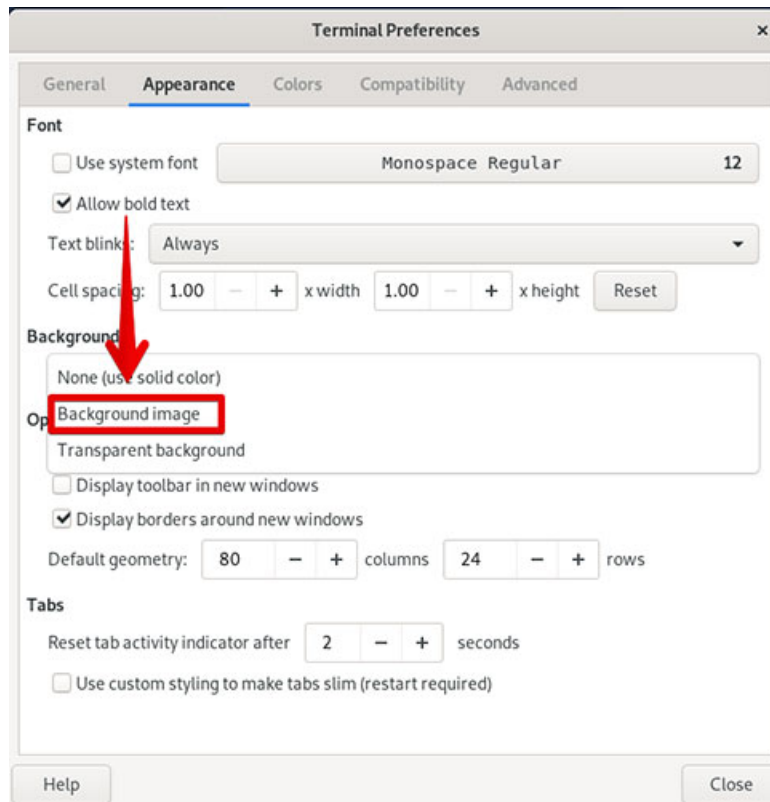 Terminal Preferences ×
General Appearance Colors Compatibility Advanced
Font
Use system font Monospace Regular 12
Allow bold text
Text blinks: Always
Cell spacing: 1.00 − + x width 1.00 − + x height Reset
Background
None (use solid color)
Background image
Op
Transparent background
Display toolbar in new windows
Display borders around new windows
Default geometry: 80 − + columns 24 − + rows
Tabs
Reset tab activity indicator after 2 − + seconds
Use custom styling to make tabs slim (restart required)
Help Close